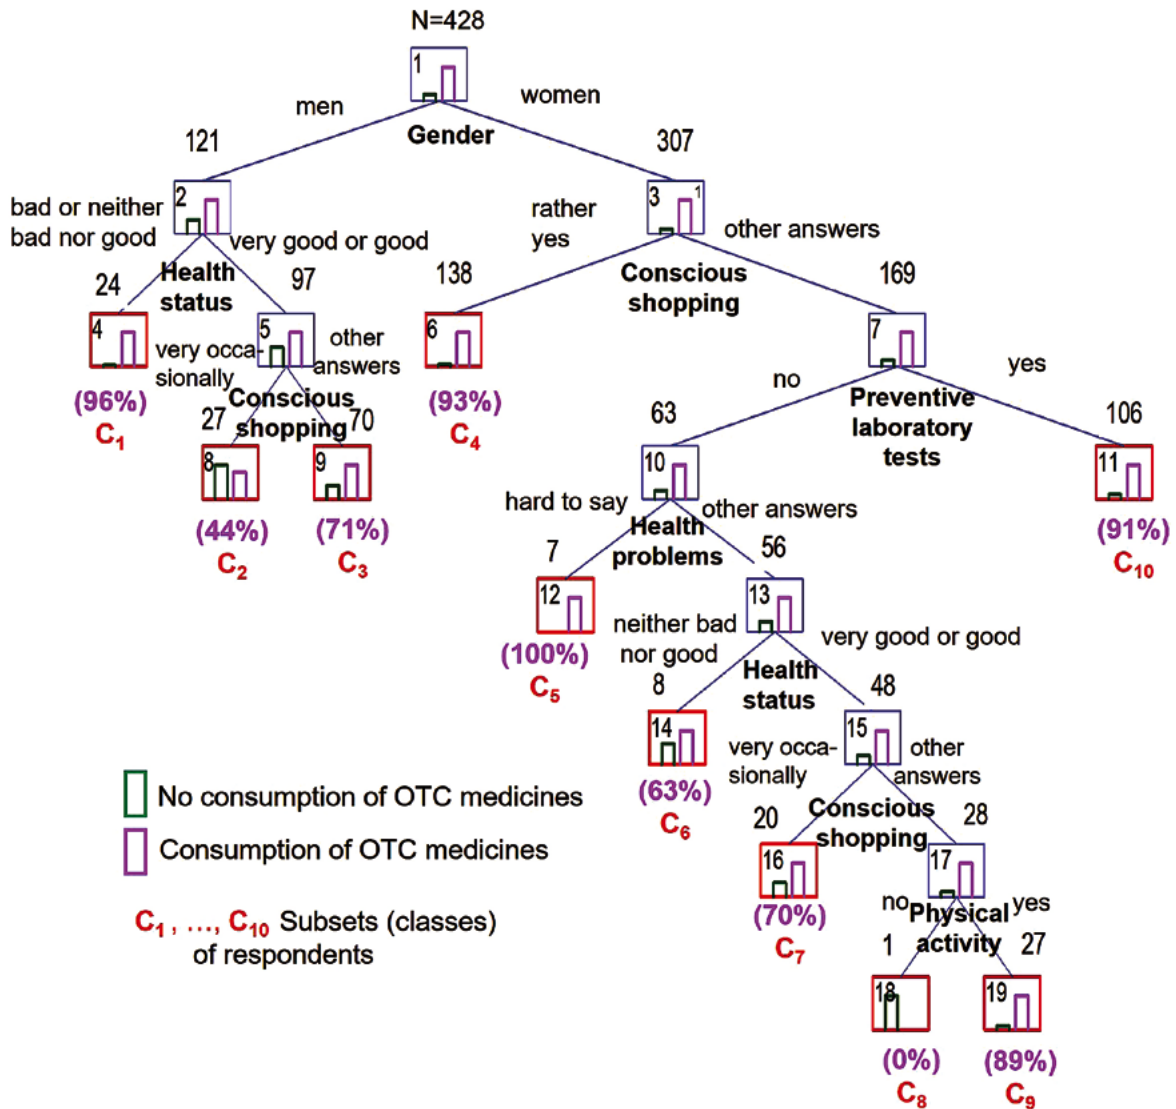 N=428
1
men
women
Gender
121
307
2
3
1
bad or neither
bad nor good
very good or good
rather
yes
other answers
Health
status
Conscious
shopping
24
97
138
169
4
5
6
7
very occa-
sionally
other
answers
no
yes
(96%)
C1
Conscious
shopping
(93%)
C4
Preventive
laboratory
tests
27
70
63
106
8
9
10
11
hard to say
other answers
(44%)
C2
(71%)
C3
Health
problems
(91%)
C10
7
56
12
13
neither bad
nor good
very good or good
(100%)
C5
Health
status
8
48
14
15
very occa-
sionally
other
answers
(63%)
C6
Conscious
shopping
20
28
16
17
no
yes
(70%)
C7
Physical
activity
1
27
18
19
(0%)
C8
(89%)
C9
No consumption of OTC medicines
Consumption of OTC medicines
C1 , ..., C10 Subsets (classes)
of respondents